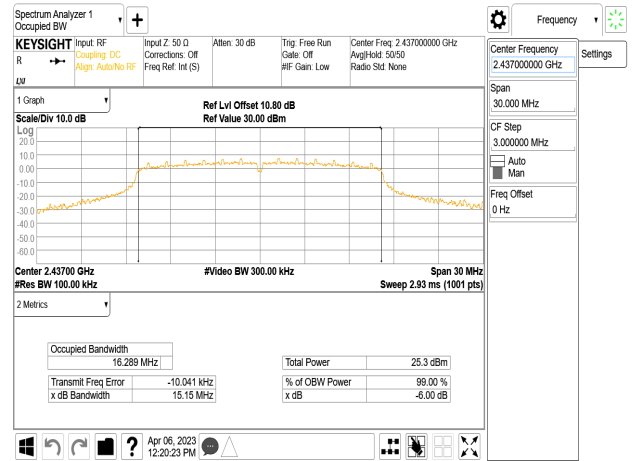 Spectrum Analyzer 1
Occupied BW
Frequency
KEYSIGHT
R
LXI
Input: RF
Coupling: DC
Align: Auto/No RF
Input Z: 50 Ω
Corrections: Off
Freq Ref: Int (S)
Atten: 30 dB
Trig: Free Run
Gate: Off
#IF Gain: Low
Center Freq: 2.437000000 GHz
Avg|Hold: 50/50
Radio Std: None
Center Frequency
2.437000000 GHz
Settings
Span
30.000 MHz
CF Step
3.000000 MHz
Auto
Man
Freq Offset
0 Hz
1 Graph
Ref Lvl Offset 10.80 dB
Scale/Div 10.0 dB
Ref Value 30.00 dBm
Log
20.0
10.0
0.00
-10.0
-20.0
-30.0
-40.0
-50.0
-60.0
Center 2.43700 GHz
#Video BW 300.00 kHz
Span 30 MHz
#Res BW 100.00 kHz
Sweep 2.93 ms (1001 pts)
2 Metrics
Occupied Bandwidth
16.289 MHz
Total Power 25.3 dBm
Transmit Freq Error -10.041 kHz
% of OBW Power 99.00 %
x dB Bandwidth 15.15 MHz
x dB -6.00 dB
?
Apr 06, 2023
12:20:23 PM